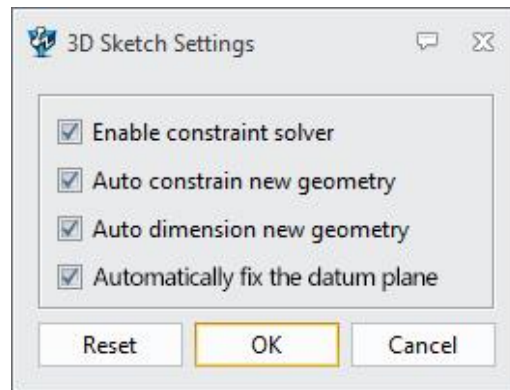 3D Sketch Settings
Enable constraint solver
Auto constrain new geometry
Auto dimension new geometry
Automatically fix the datum plane
Reset OK Cancel